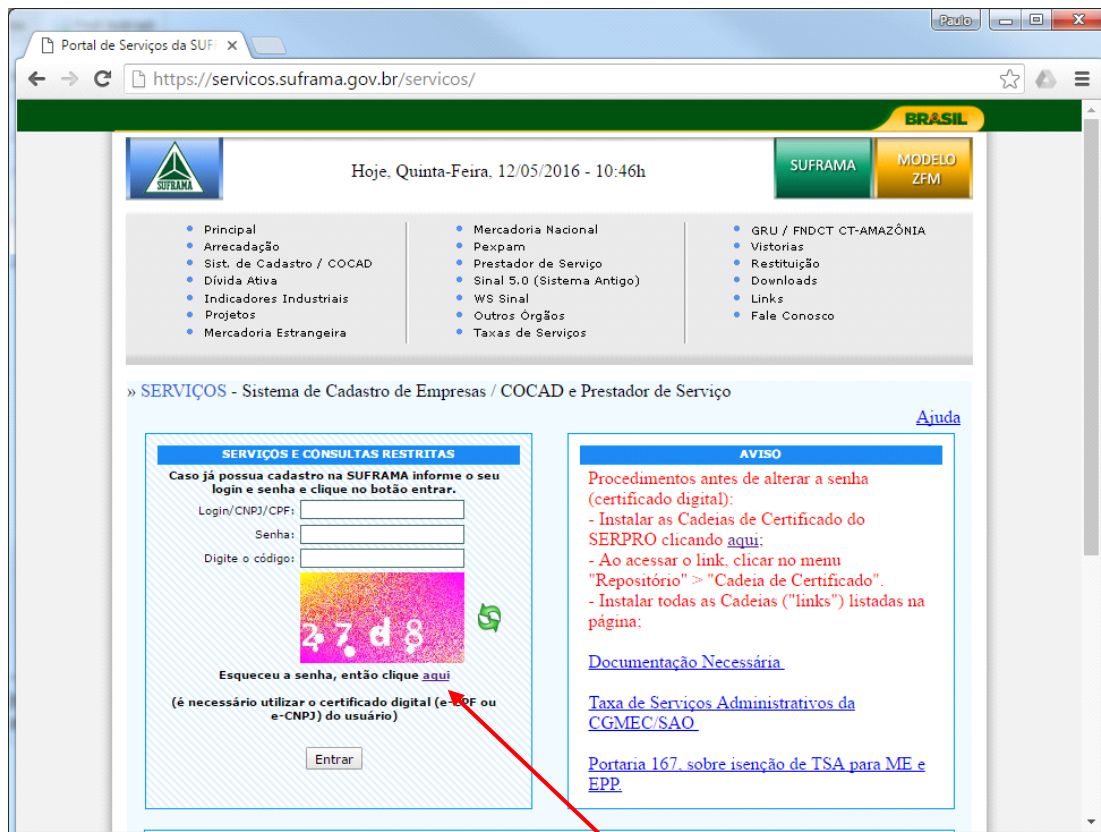 Paulo
Portal de Serviços da SUF
https://servicos.suframa.gov.br/servicos/
BRASIL
SUFRAMA
Hoje, Quinta-Feira, 12/05/2016 - 10:46h
SUFRAMA
MODELO
ZFM
Principal
Arrecadação
Sist. de Cadastro / COCAD
Dívida Ativa
Indicadores Industriais
Projetos
Mercadoria Estrangeira
Mercadoria Nacional
Pexpam
Prestador de Serviço
Sinal 5.0 (Sistema Antigo)
WS Sinal
Outros Órgãos
Taxas de Serviços
GRU / FNDCT CT-AMAZÔNIA
Vistorias
Restituição
Downloads
Links
Fale Conosco
» SERVIÇOS - Sistema de Cadastro de Empresas / COCAD e Prestador de Serviço
Ajuda
SERVIÇOS E CONSULTAS RESTRITAS
Caso já possua cadastro na SUFRAMA informe o seu
login e senha e clique no botão entrar.
Login/CNPJ/CPF:
Senha:
Digite o código:
27d8
Esqueceu a senha, então clique aqui
(é necessário utilizar o certificado digital (e-CPF ou
e-CNPJ) do usuário)
Entrar
AVISO
Procedimentos antes de alterar a senha
(certificado digital):
- Instalar as Cadeias de Certificado do
SERPRO clicando aqui;
- Ao acessar o link, clicar no menu
"Repositório" > "Cadeia de Certificado".
- Instalar todas as Cadeias ("links") listadas na
página;
Documentação Necessária
Taxa de Serviços Administrativos da
CGMEC/SAO
Portaria 167, sobre isenção de TSA para ME e
EPP.